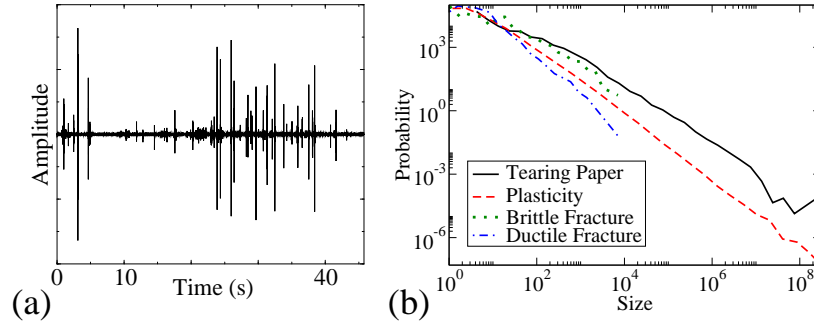 Amplitude
0
10
20
40
Time (s)
(a)
Probability
10^3
10^0
10^-3
10^-6
Tearing Paper
Plasticity
Brittle Fracture
Ductile Fracture
10^0
10^2
10^4
10^6
10^8
Size
(b)